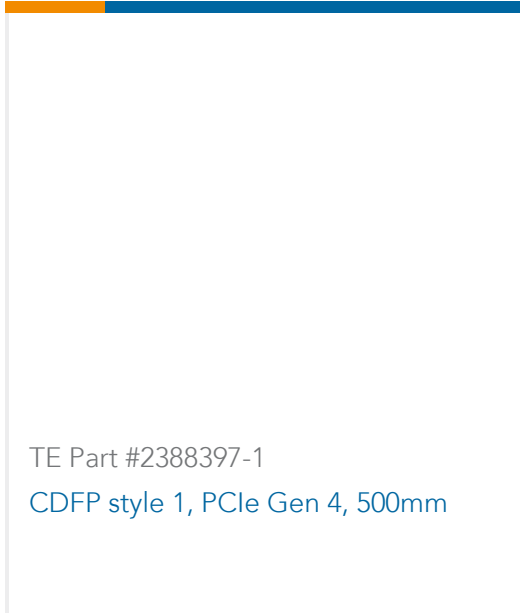 TE Part #2388397-1
CDFP style 1, PCIe Gen 4, 500mm